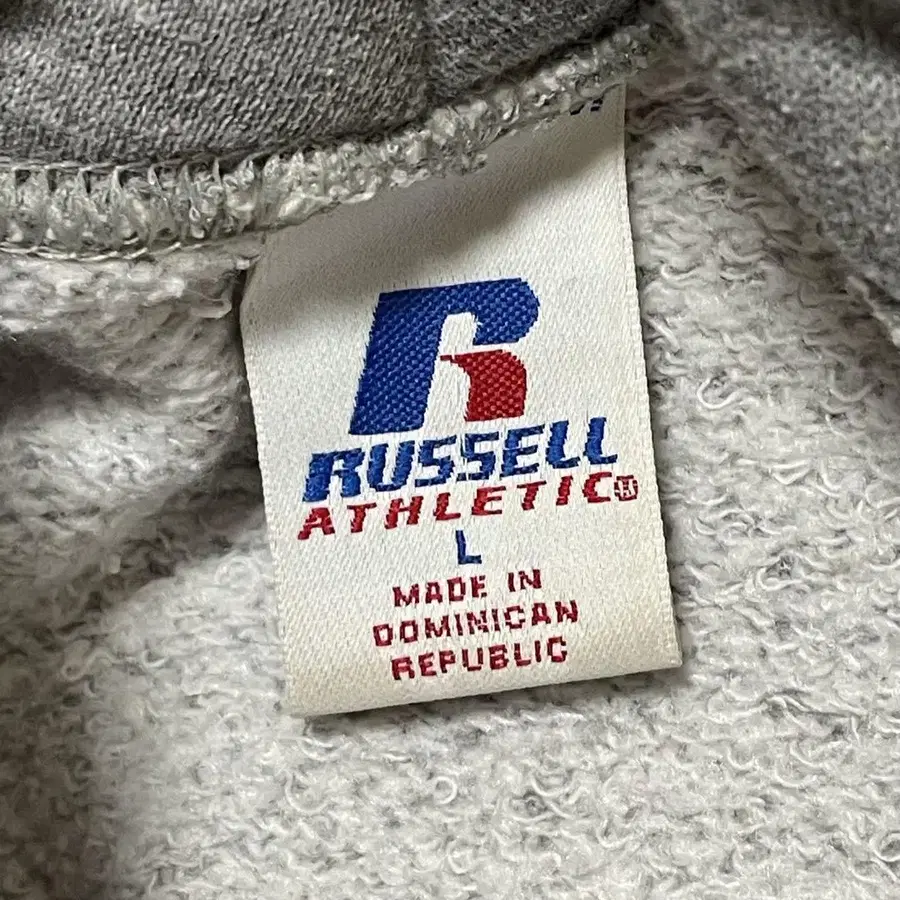 RUSSELL
ATHLETIC®
L
MADE IN
DOMINICAN
REPUBLIC